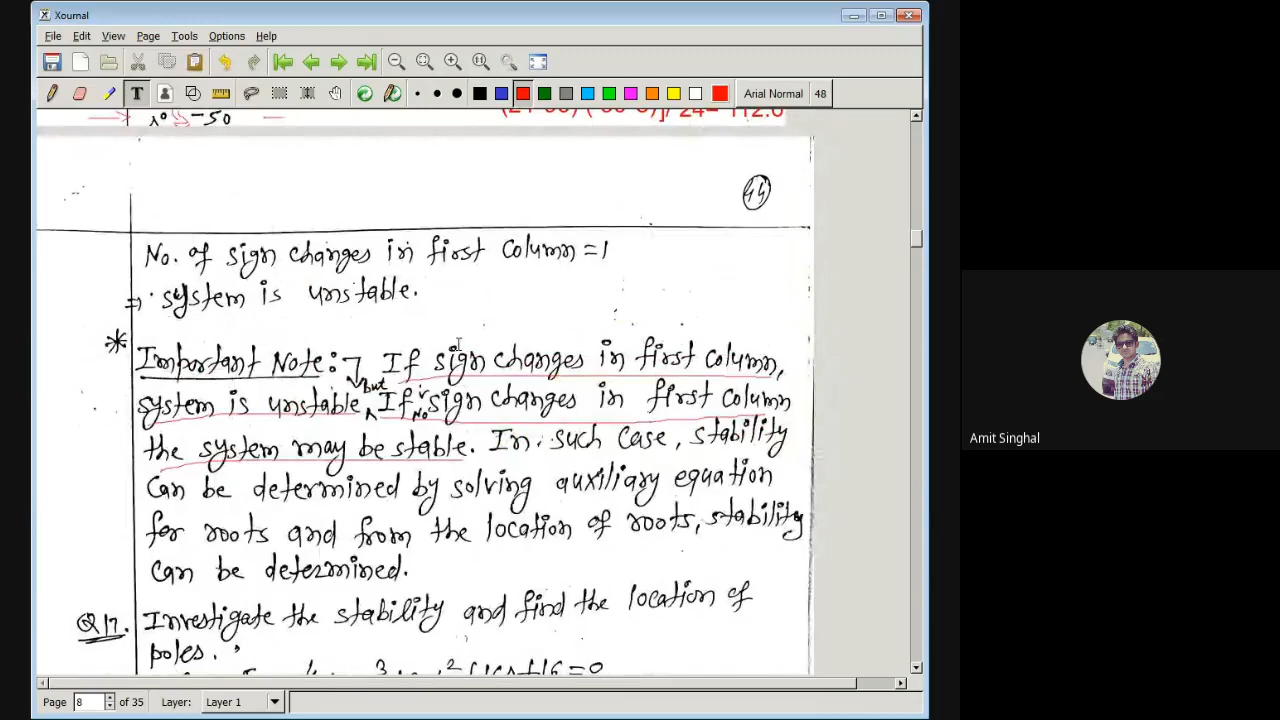 Xournal
File Edit View Page Tools Options Help
Arial Normal 48
-50
No. of sign changes in first column = 1
⇒ system is unstable.
* Important Note:→ If sign changes in first column,
system is unstable but If No sign changes in first column
the system may be stable. In such case, stability
can be determined by solving auxiliary equation
for roots and from the location of roots, stability
can be determined.
Q17. Investigate the stability and find the location of
poles.
Page 8 of 35 Layer: Layer 1
Amit Singhal